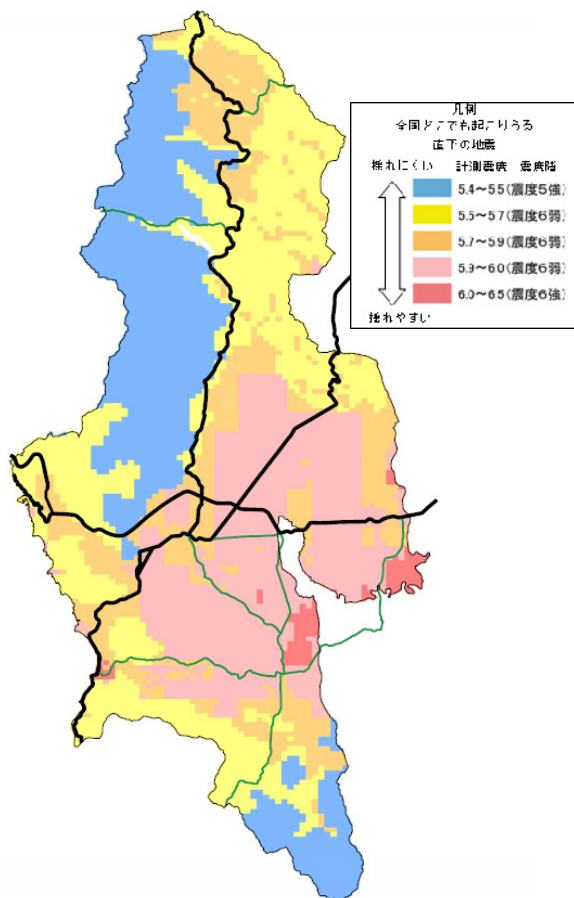 凡例
全国どこでも起こりうる
直下の地震
揺れにくい 計測震度 震度階
5.4～5.5(震度5強)
5.5～5.7(震度6弱)
5.7～5.9(震度6弱)
5.9～6.0(震度6弱)
6.0～6.5(震度6強)
揺れやすい